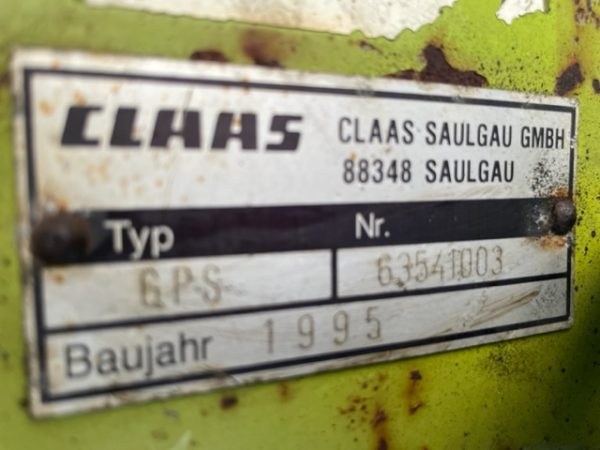 CLAAS CLAAS SAULGAU GMBH
88348 SAULGAU
Typ Nr.
GPS 63541003
Baujahr 1995